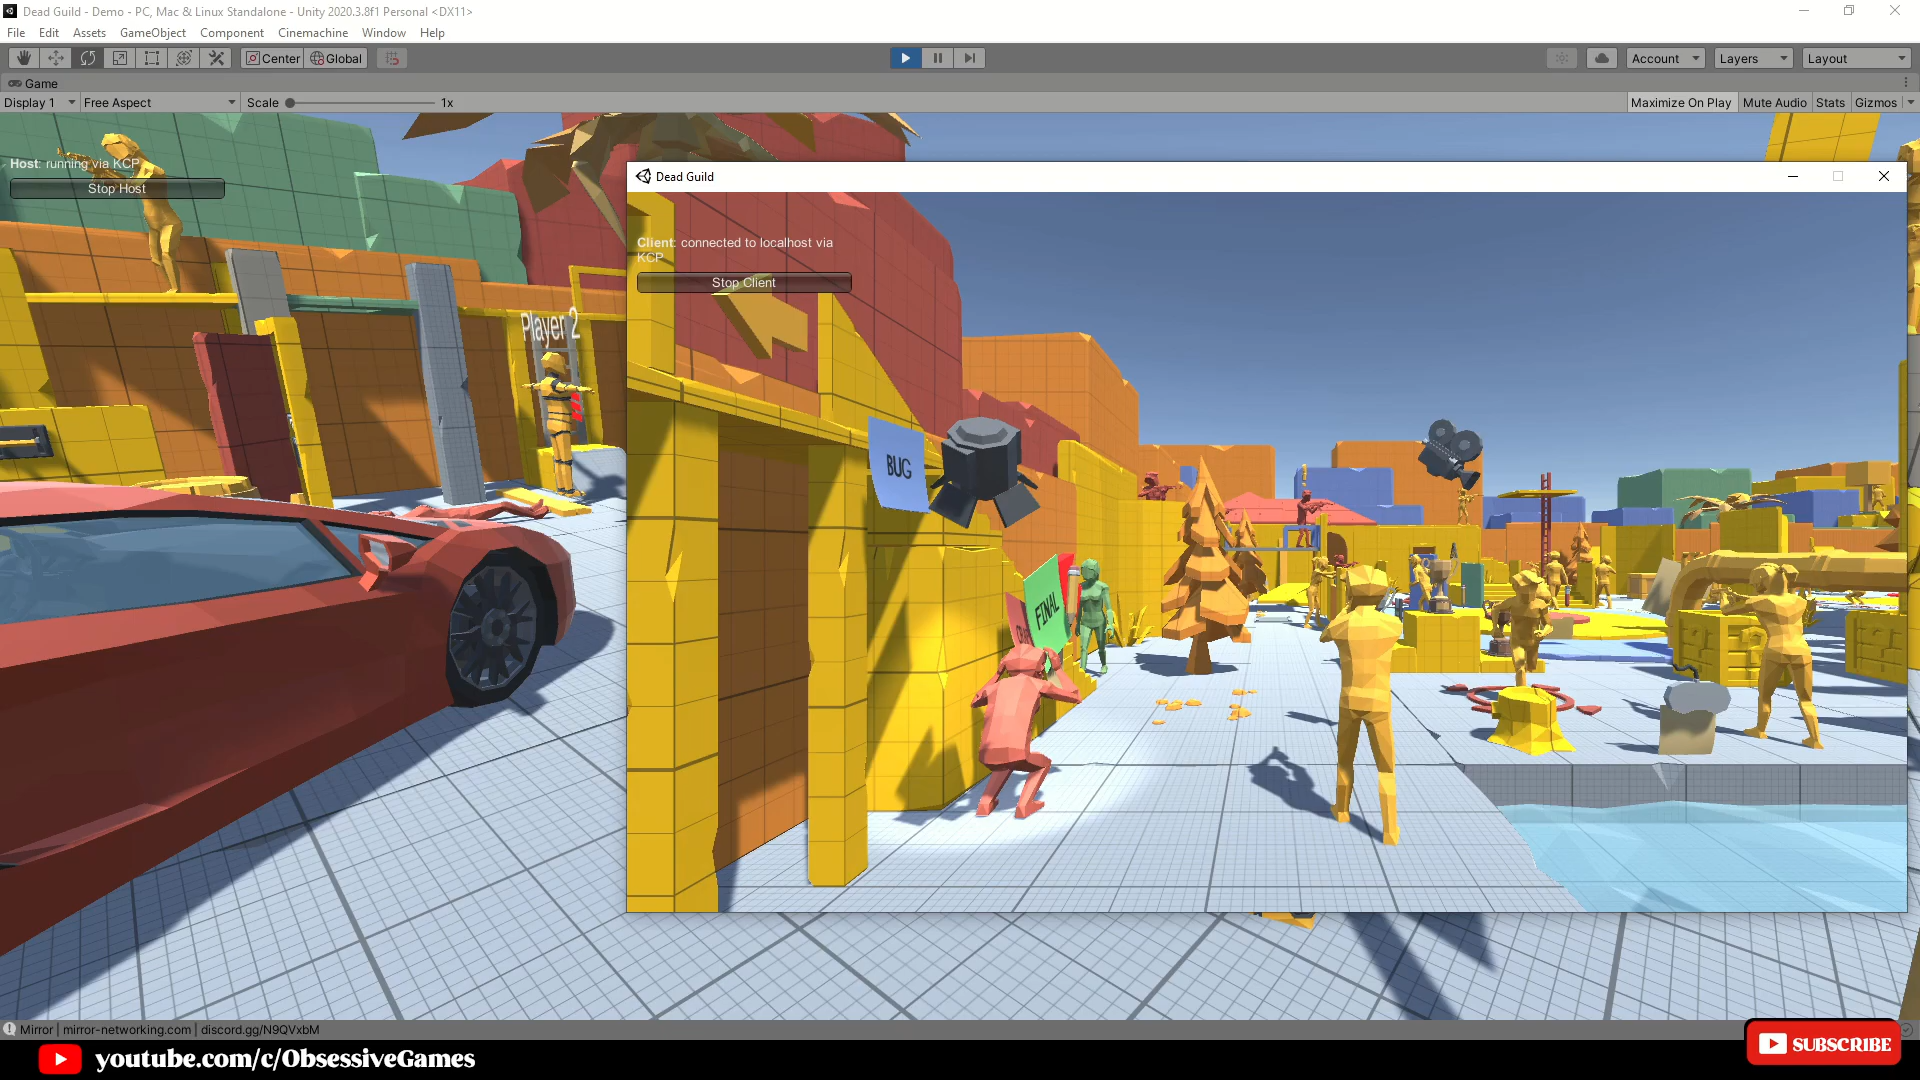 Dead Guild - Demo - PC, Mac & Linux Standalone - Unity 2020.3.8f1 Personal <DX11>
File Edit Assets GameObject Component Cinemachine Window Help
Center Global Account Layers Layout
Game
Display 1 Free Aspect Scale 1x Maximize On Play Mute Audio Stats Gizmos
Host: running via KCP
Stop Host
Dead Guild
Client: connected to localhost via
KCP
Stop Client
Player 2
BUG
FINAL
Mirror | mirror-networking.com | discord.gg/N9QVxbM
youtube.com/c/ObsessiveGames
SUBSCRIBE